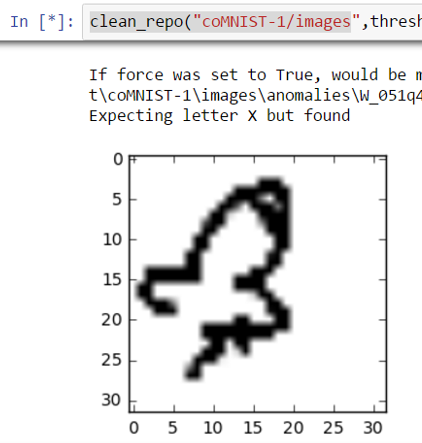 In [*]: clean_repo("coMNIST-1/images",thresh
If force was set to True, would be m
t\coMNIST-1\images\anomalies\W_051q4
Expecting letter X but found
0
5
10
15
20
25
30
0 5 10 15 20 25 30